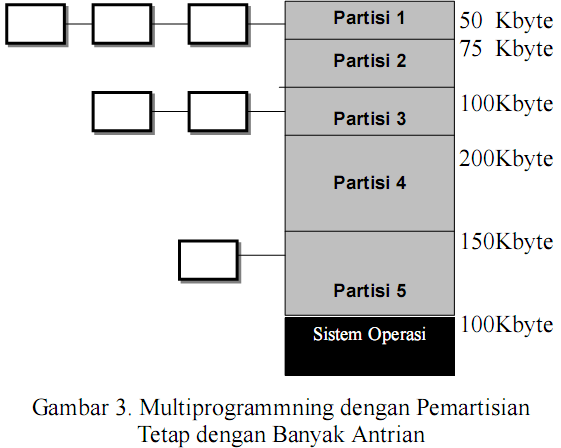 Partisi 1
50 Kbyte
75 Kbyte
Partisi 2
100Kbyte
Partisi 3
200Kbyte
Partisi 4
150Kbyte
Partisi 5
100Kbyte
Sistem Operasi
Gambar 3. Multiprogrammning dengan Pemartisian
Tetap dengan Banyak Antrian